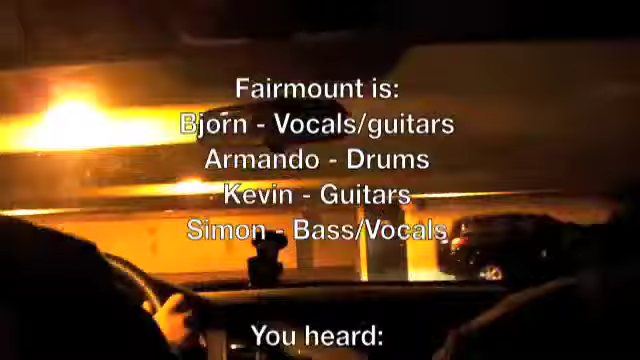 Fairmount is:
Bjorn - Vocals/guitars
Armando - Drums
Kevin - Guitars
Simon - Bass/Vocals
You heard: